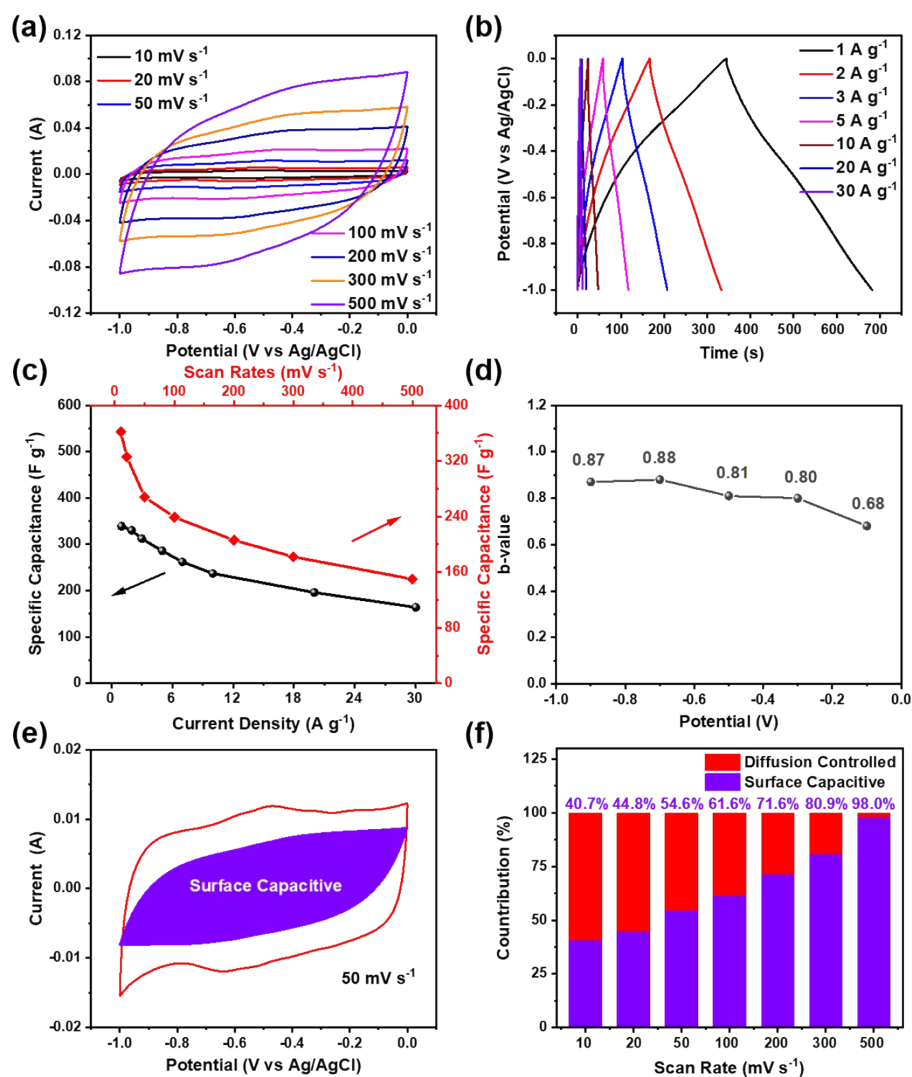 (a)
10 mV s⁻¹
20 mV s⁻¹
50 mV s⁻¹
100 mV s⁻¹
200 mV s⁻¹
300 mV s⁻¹
500 mV s⁻¹
0.12
0.08
0.04
0.00
-0.04
-0.08
-0.12
Current (A)
-1.0 -0.8 -0.6 -0.4 -0.2 0.0
Potential (V vs Ag/AgCl)
(b)
1 A g⁻¹
2 A g⁻¹
3 A g⁻¹
5 A g⁻¹
10 A g⁻¹
20 A g⁻¹
30 A g⁻¹
0.0
-0.2
-0.4
-0.6
-0.8
-1.0
Potential (V vs Ag/AgCl)
0 100 200 300 400 500 600 700
Time (s)
(c)
Scan Rates (mV s⁻¹)
0 100 200 300 400 500
600
500
400
300
200
100
0
Specific Capacitance (F g⁻¹)
400
320
240
160
80
0
Specific Capacitance (F g⁻¹)
0 6 12 18 24 30
Current Density (A g⁻¹)
(d)
1.2
1.0
0.8
0.6
0.4
0.2
0.0
b-value
0.87 0.88 0.81 0.80 0.68
-1.0 -0.8 -0.6 -0.4 -0.2 0.0
Potential (V)
(e)
0.02
0.01
0.00
-0.01
-0.02
Current (A)
Surface Capacitive
50 mV s⁻¹
-1.0 -0.8 -0.6 -0.4 -0.2 0.0
Potential (V vs Ag/AgCl)
(f)
Diffusion Controlled
Surface Capacitive
40.7% 44.8% 54.6% 61.6% 71.6% 80.9% 98.0%
125
100
75
50
25
0
Countribution (%)
10 20 50 100 200 300 500
Scan Rate (mV s⁻¹)